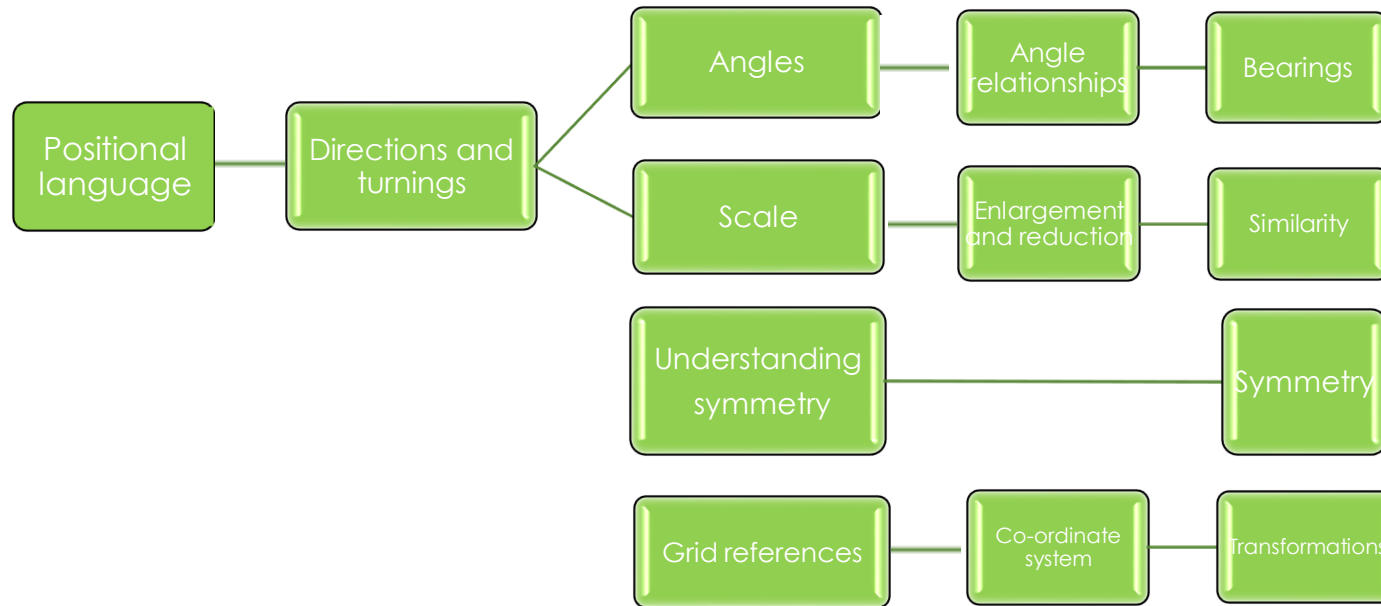 Positional
language
Directions and
turnings
Angles
Angle
relationships
Bearings
Scale
Enlargement
and reduction
Similarity
Understanding
symmetry
Symmetry
Grid references
Co-ordinate
system
Transformations